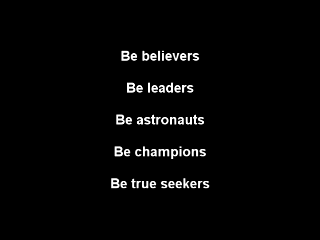 Be believers
Be leaders
Be astronauts
Be champions
Be true seekers